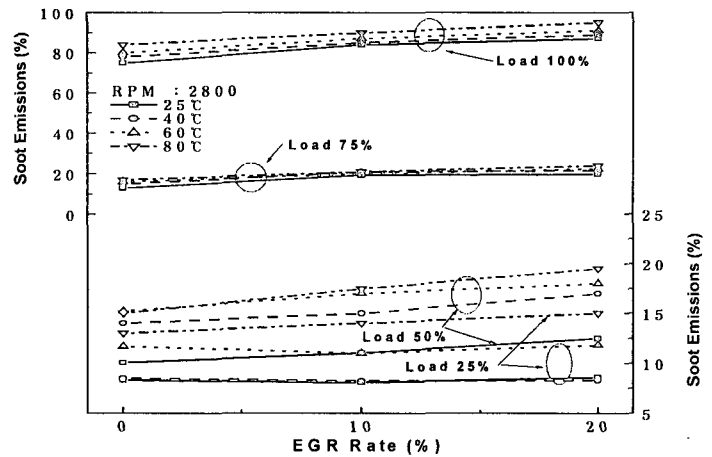 Soot Emissions (%)
100
80
60
40
20
0
Load 100%
RPM : 2800
25℃
40℃
60℃
80℃
Load 75%
25
20
15
10
5
Soot Emissions (%)
Load 50%
Load 25%
0
10
20
EGR Rate (%)